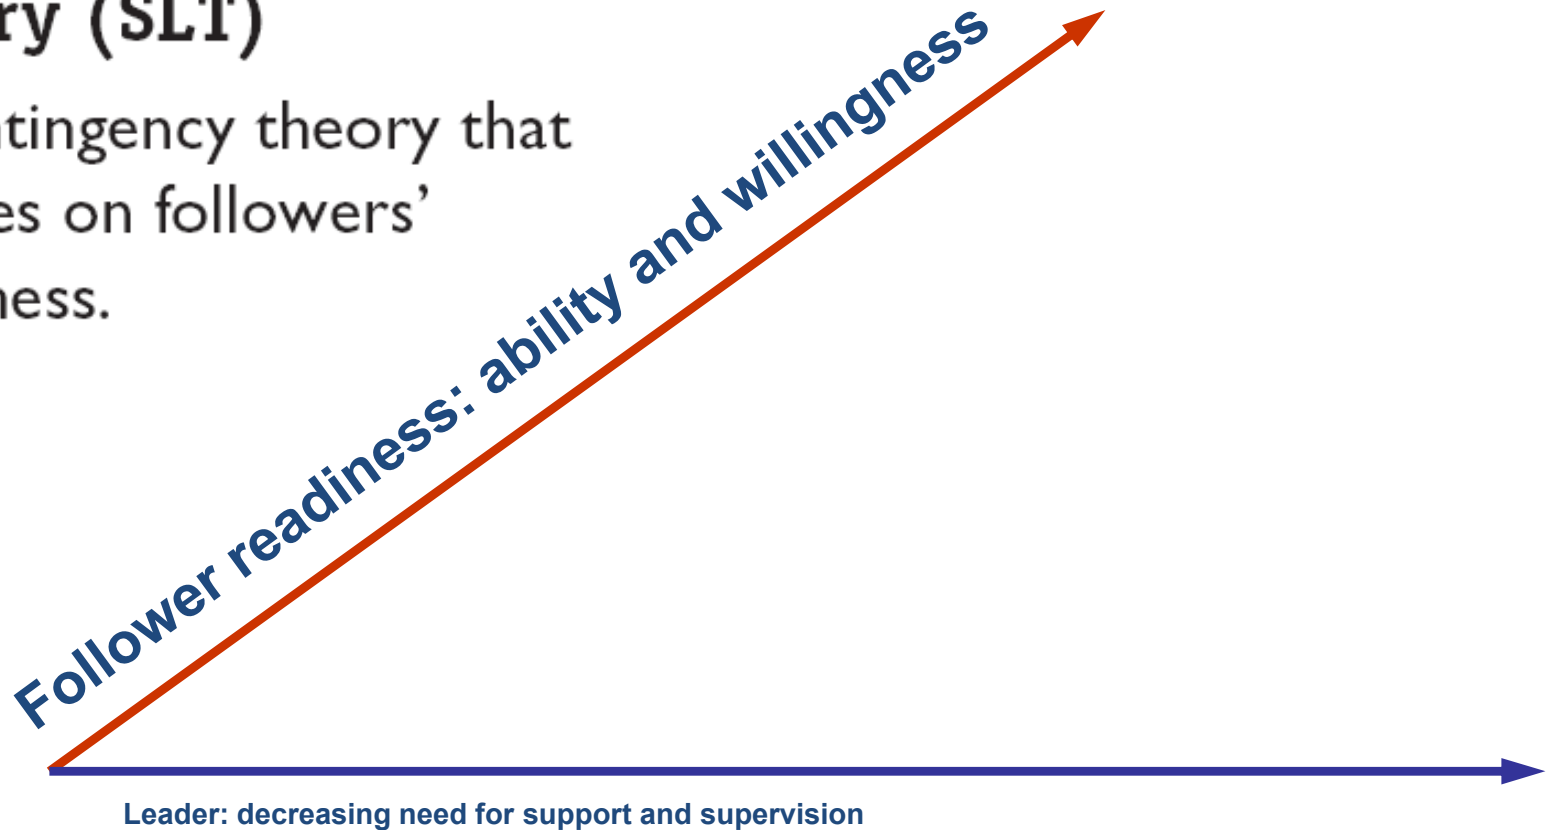 ry (SLT)
tingency theory that
es on followers’
ness.
Follower readiness: ability and willingness
Leader: decreasing need for support and supervision